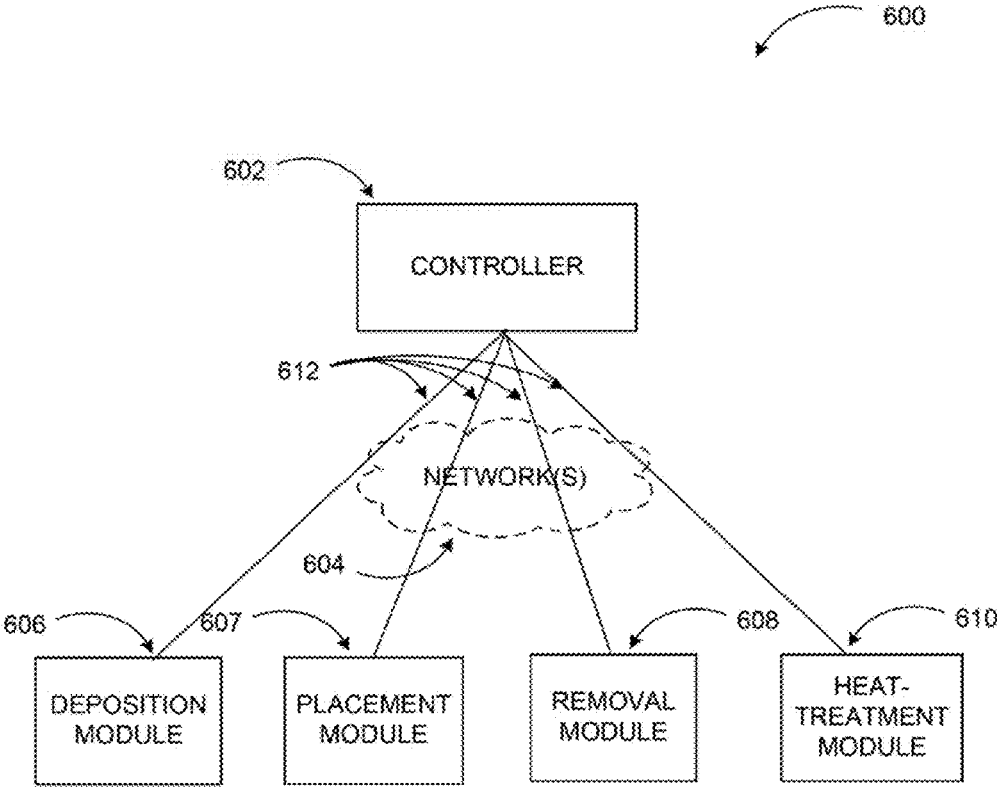 600
602
CONTROLLER
612
NETWORK(S)
604
606
607
608
610
DEPOSITION
MODULE
PLACEMENT
MODULE
REMOVAL
MODULE
HEAT-
TREATMENT
MODULE